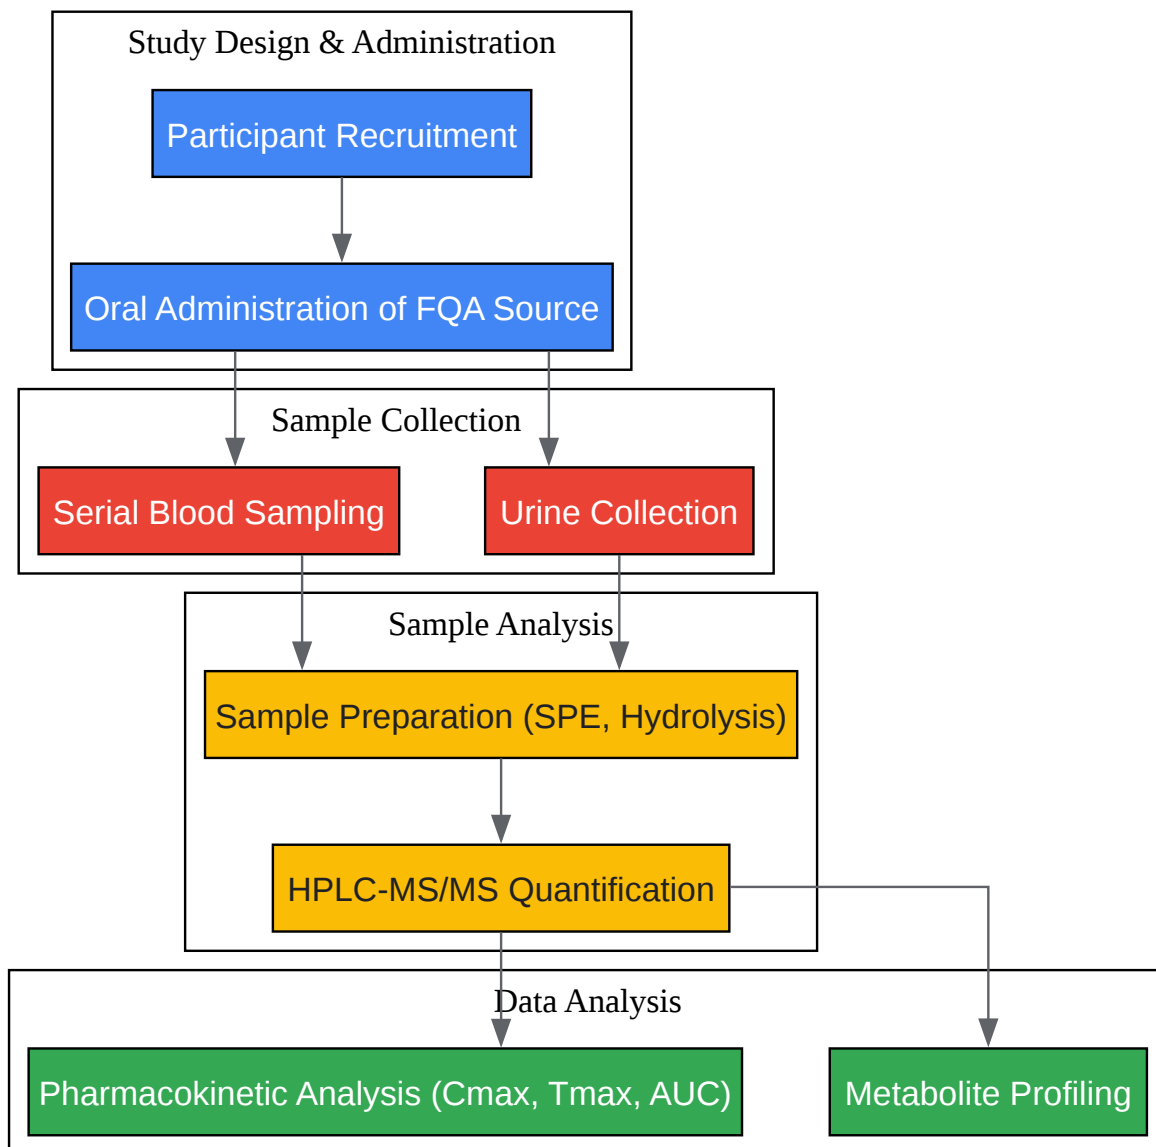 Study Design & Administration
Participant Recruitment
Oral Administration of FQA Source
Sample Collection
Serial Blood Sampling
Urine Collection
Sample Analysis
Sample Preparation (SPE, Hydrolysis)
HPLC-MS/MS Quantification
Data Analysis
Pharmacokinetic Analysis (Cmax, Tmax, AUC)
Metabolite Profiling